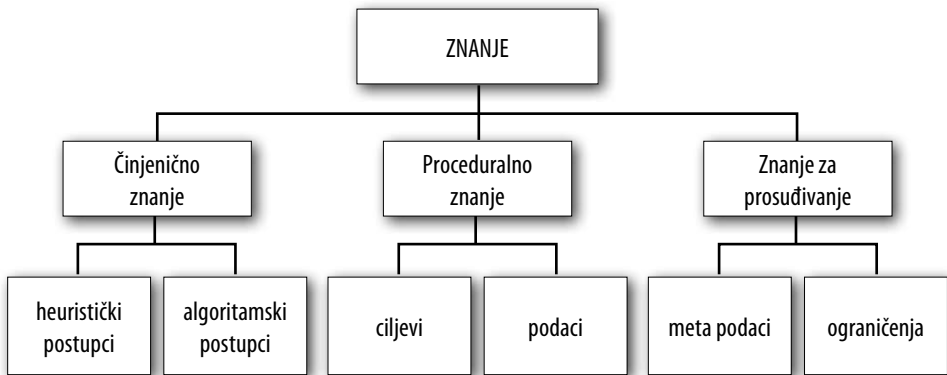 ZNANJE
Činjenično
znanje
Proceduralno
znanje
Znanje za
prosuđivanje
heuristički
postupci
algoritamski
postupci
ciljevi
podaci
meta podaci
ograničenja